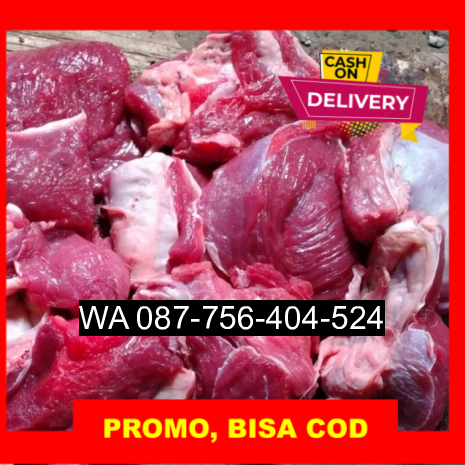 CASH
ON
DELIVERY
WA 087-756-404-524
PROMO, BISA COD